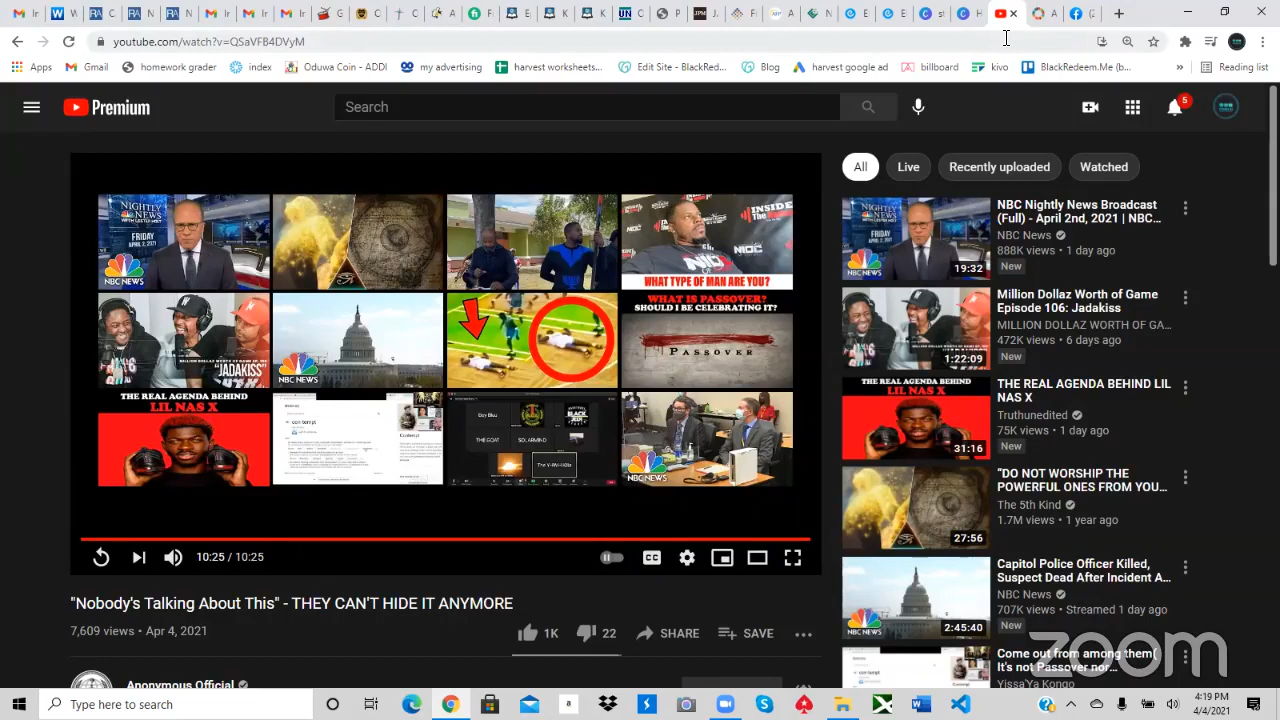 youtube.com/watch?v=QSaVFB4DVyM
Apps
Gmail
homework grader
index
Oduwa Coin - ADDI
my advertising
harvest worksheets...
Edit Site - BlackRed...
Blog
harvest google ad
billboard
kivo
BlackRedeem.Me (b...
»
Reading list
Premium
Search
5
All
Live
Recently uploaded
Watched
NIGHTLY
NEWS
FRIDAY
NBC NEWS
INSIDE
WHAT TYPE OF MAN ARE YOU?
"JADAKISS"
NBC NEWS
WHAT IS PASSOVER?
SHOULD I BE CELEBRATING IT?
THE REAL AGENDA BEHIND
LIL NAS X
contempt
THE GOAT
SOLARMIND
NBC NEWS
NBC Nightly News Broadcast
(Full) - April 2nd, 2021 | NBC...
NBC News
888K views • 1 day ago
New
19:32
Million Dollaz Worth of Game
Episode 106: Jadakiss
MILLION DOLLAZ WORTH OF GA...
472K views • 6 days ago
New
1:22:09
THE REAL AGENDA BEHIND LIL
NAS X
Truthunedited
75K views • 1 day ago
31:16
"DO NOT WORSHIP THE
POWERFUL ONES FROM YOU...
The 5th Kind
1.7M views • 1 year ago
27:56
Capitol Police Officer Killed,
Suspect Dead After Incident A...
NBC News
707K views • Streamed 1 day ago
New
2:45:40
Come out from among them(
It's not Passover nor...
10:25 / 10:25
CC
"Nobody's Talking About This" - THEY CAN'T HIDE IT ANYMORE
7,609 views • Apr 4, 2021
1K
22
SHARE
SAVE
zoom
Type here to search
4:19 PM
4/4/2021